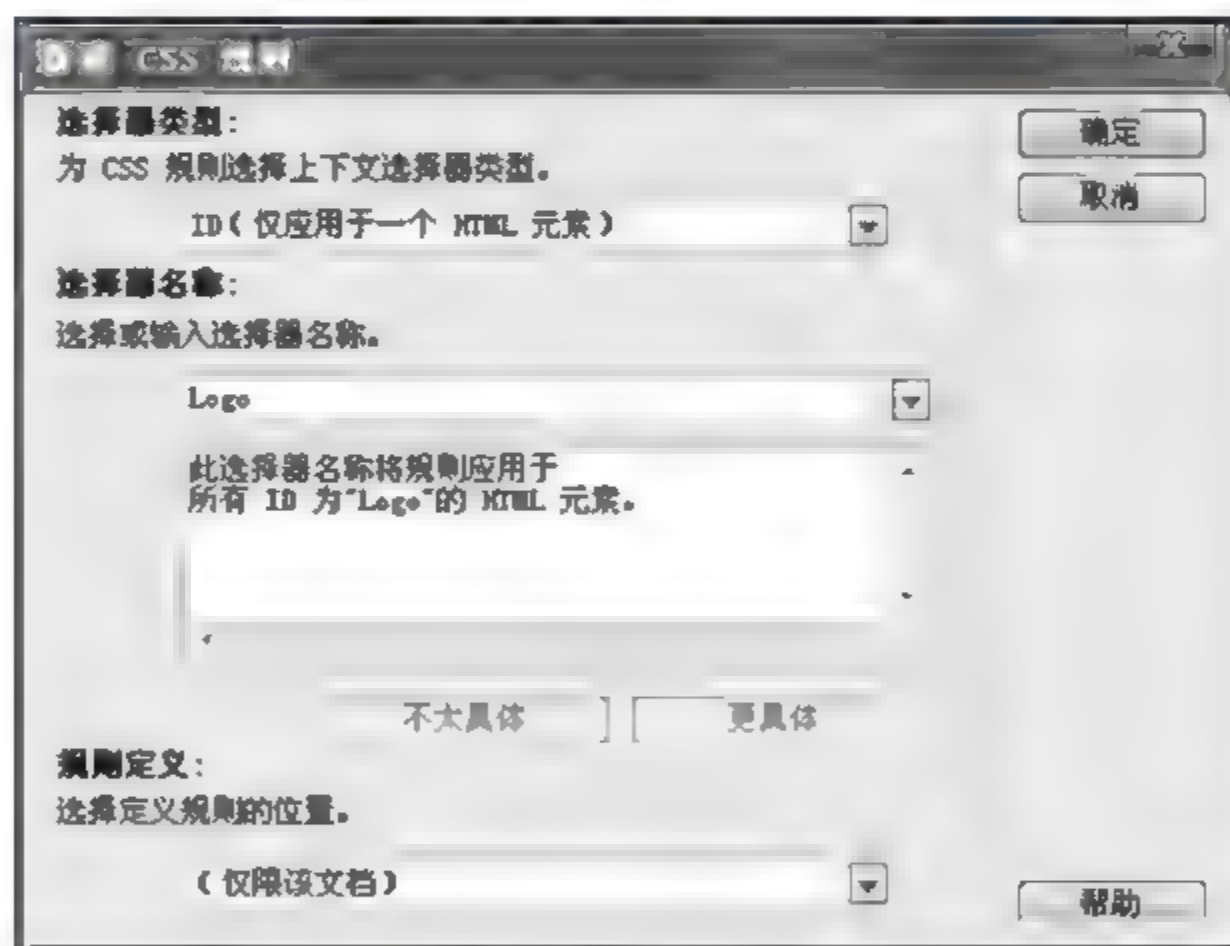 新建 CSS 规则
选择器类型：
为 CSS 规则选择上下文选择器类型。
ID（仅应用于一个 HTML 元素）
选择器名称：
选择或输入选择器名称。
Logo
此选择器名称将规则应用于
所有 ID 为"Logo"的 HTML 元素。
不太具体
更具体
规则定义：
选择定义规则的位置。
（仅限该文档）
确定
取消
帮助